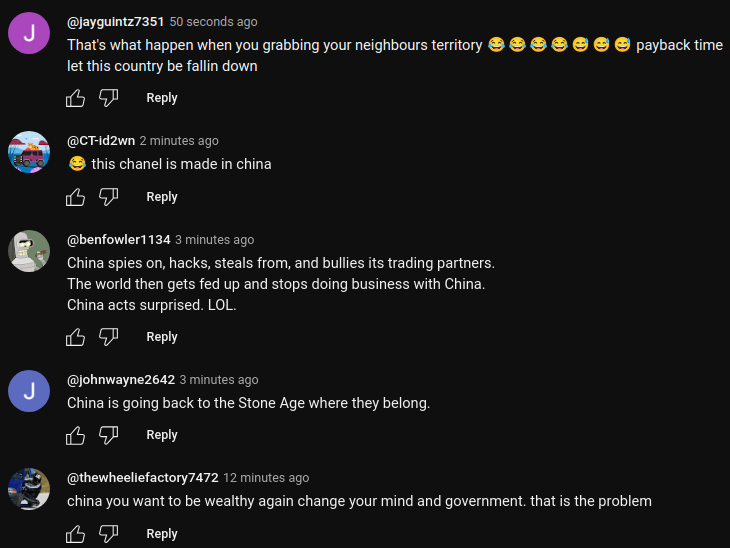 J
@jayguintz7351 50 seconds ago
That's what happen when you grabbing your neighbours territory 😂😂😂😂😅😅😅 payback time
let this country be fallin down
Reply
@CT-id2wn 2 minutes ago
😂 this chanel is made in china
Reply
@benfowler1134 3 minutes ago
China spies on, hacks, steals from, and bullies its trading partners.
The world then gets fed up and stops doing business with China.
China acts surprised. LOL.
Reply
J
@johnwayne2642 3 minutes ago
China is going back to the Stone Age where they belong.
Reply
@thewheeliefactory7472 12 minutes ago
china you want to be wealthy again change your mind and government. that is the problem
Reply